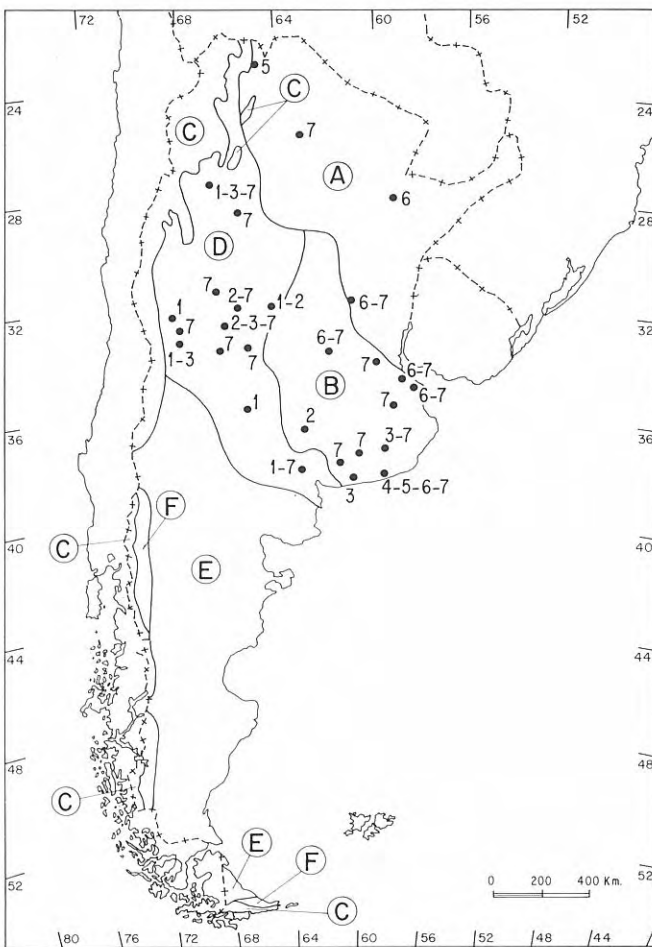 72 68 64 60 56 52
5
C
24 24
C 7
A
1-3-7 6
28 7 28
D
7 2-7 1-2 6-7
1 2-3-7
32 7 6-7 32
1-3 7 7 7 6-7
B 6-7
1 7
2
36 3-7 36
7 7
1-7
3 4-5-6-7
F
C
40 40
E
44 44
48 48
C
E
F
52 52
0 200 400 Km.
C
80 76 72 68 64 60 56 52 48 44